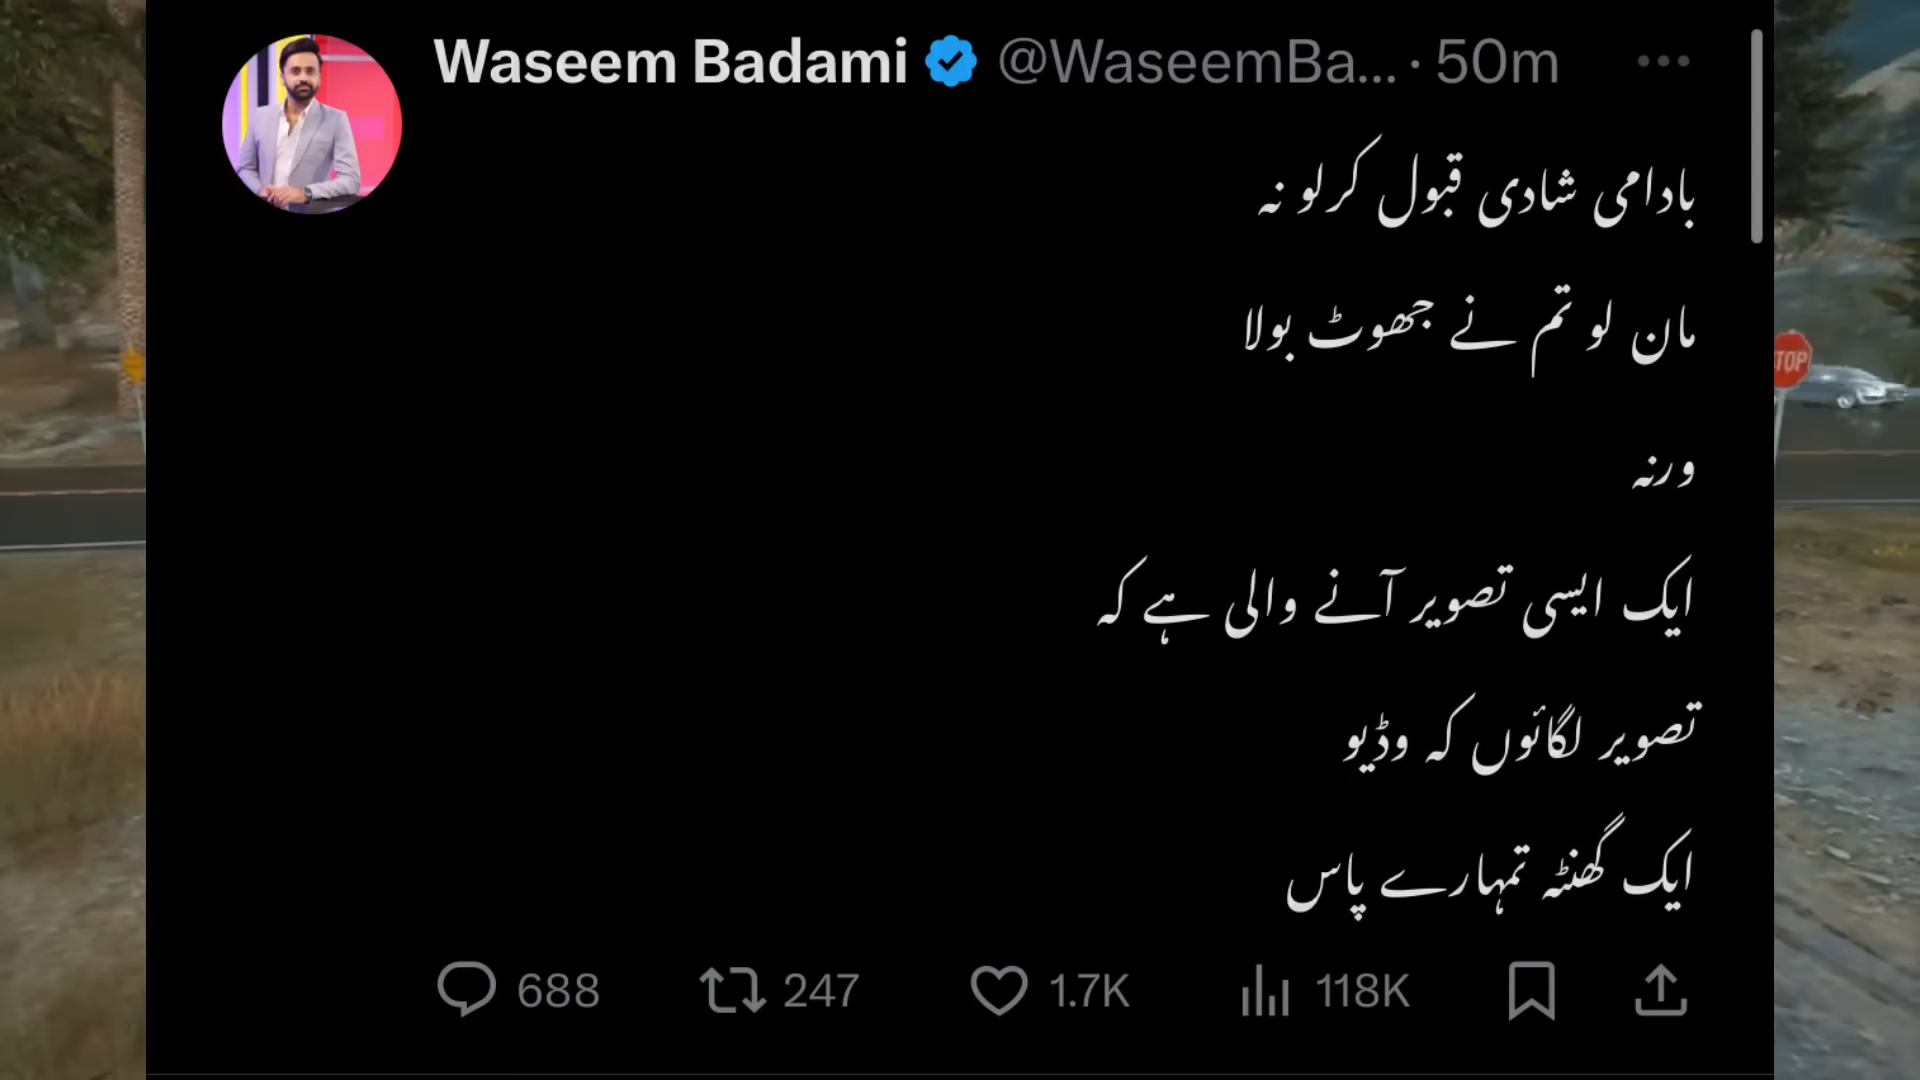 Waseem Badami @WaseemBa... · 50m
بادامی شادی قبول کرلو نہ
مان لو تم نے جھوٹ بولا
ورنہ
ایک ایسی تصویر آنے والی ہے کہ
تصویر لگائوں کہ وڈیو
ایک گھنٹہ تمہارے پاس
688 247 1.7K 118K
STOP